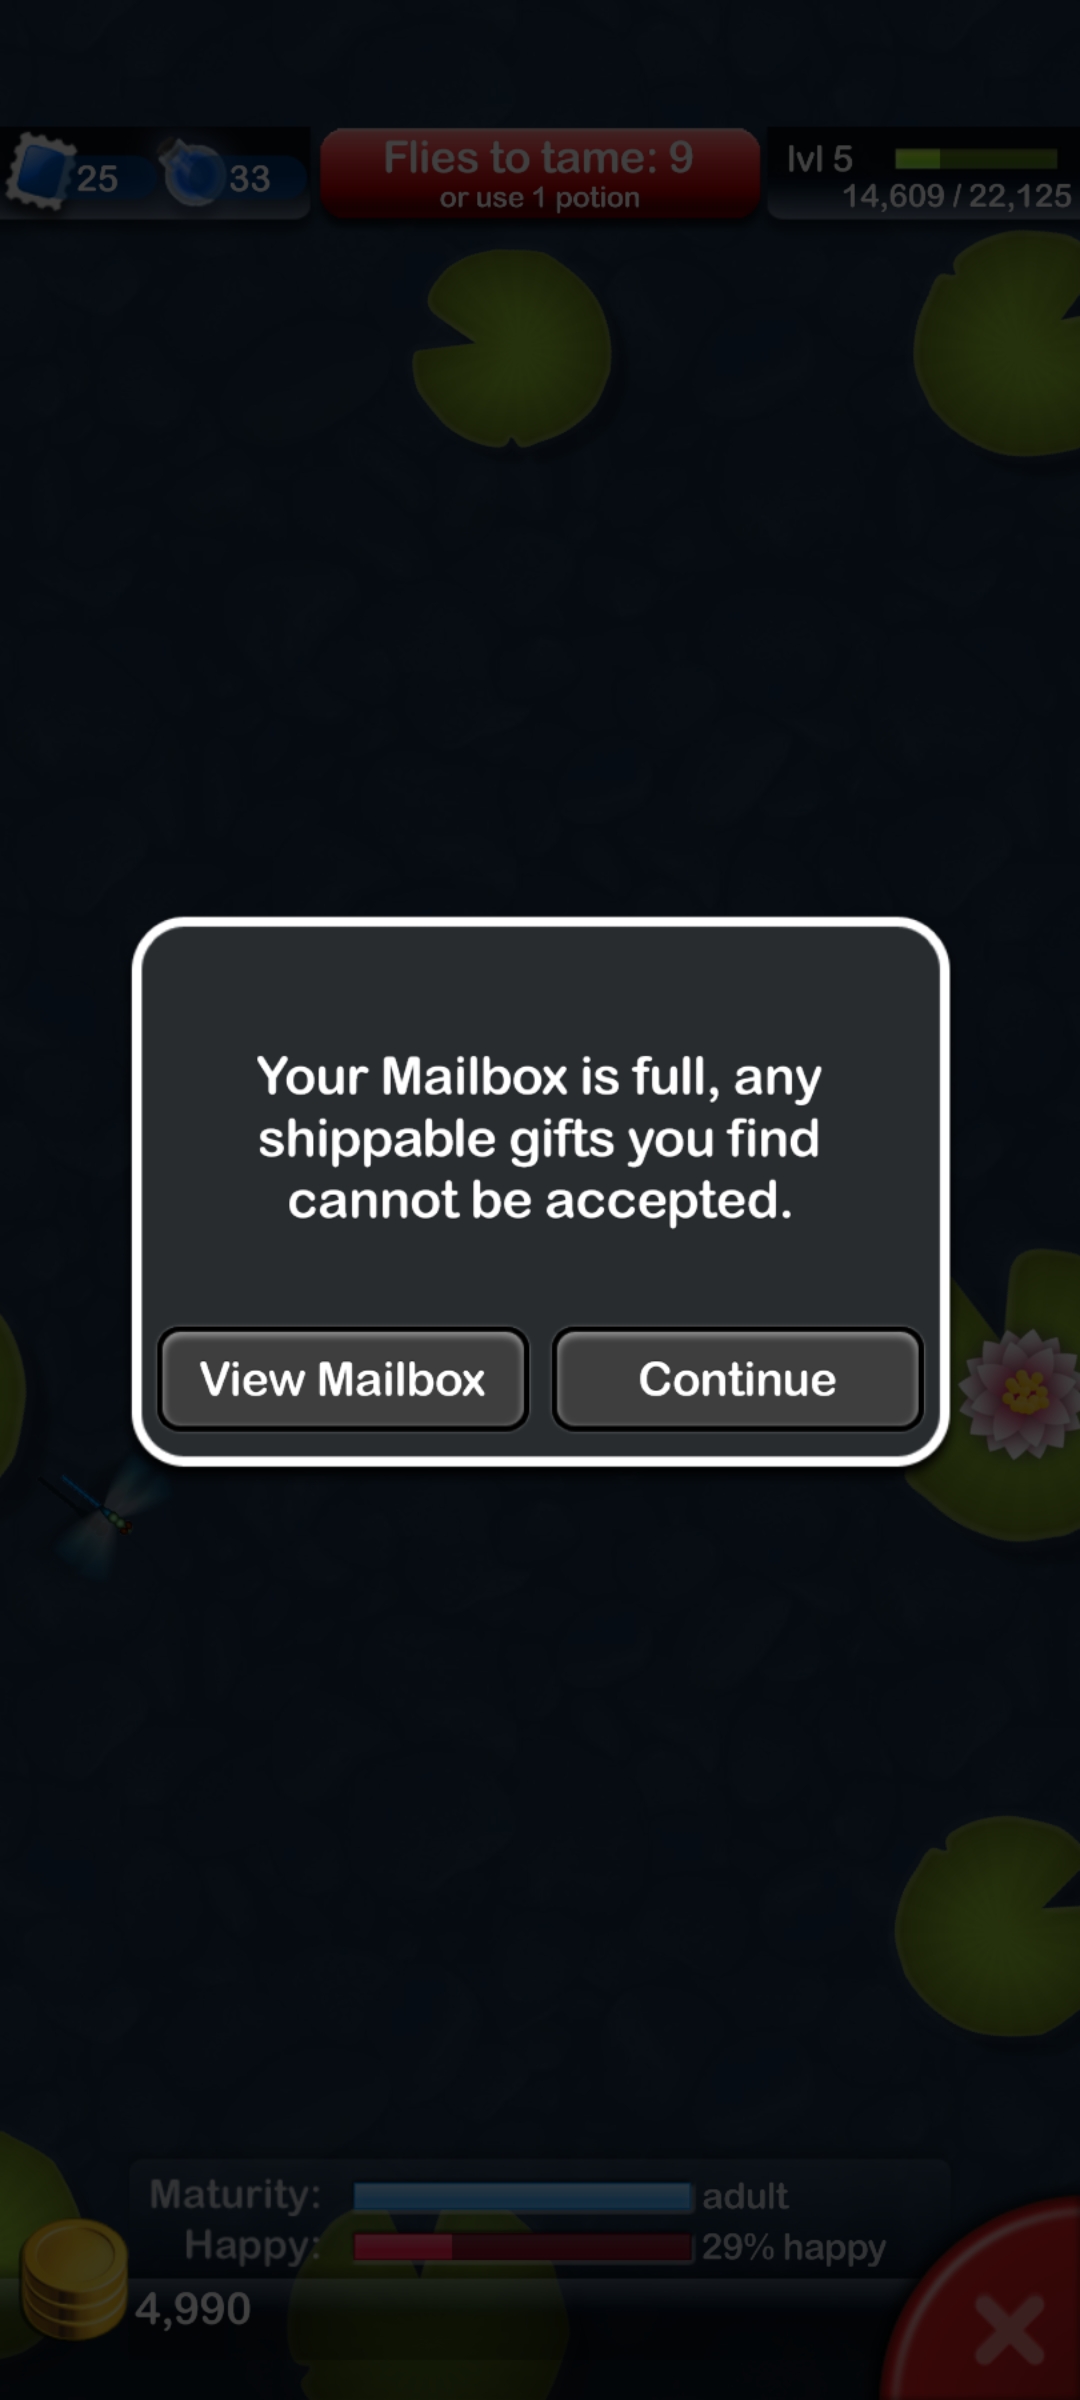 25
33
Flies to tame: 9
or use 1 potion
lvl 5
14,609 / 22,125
Your Mailbox is full, any
shippable gifts you find
cannot be accepted.
View Mailbox
Continue
Maturity: adult
Happy: 29% happy
4,990